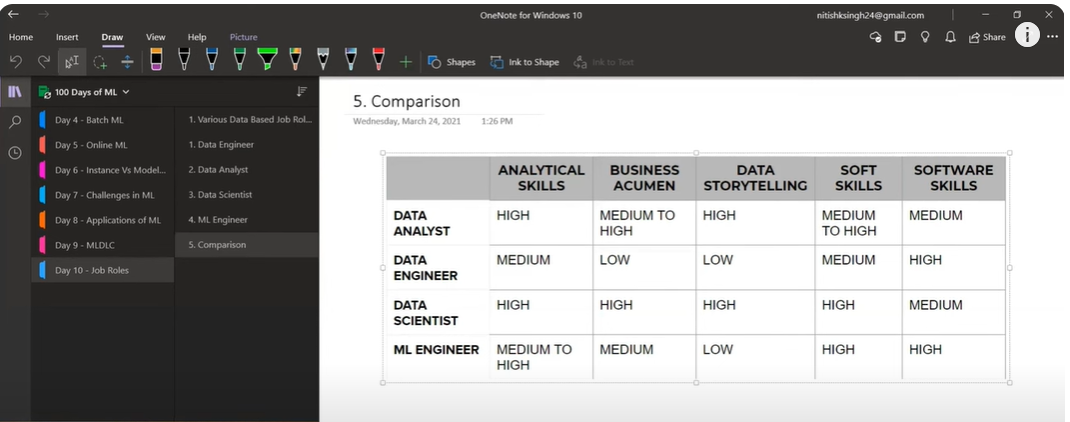 OneNote for Windows 10
nitishksingh24@gmail.com
Home Insert Draw View Help Picture
Share
i
Shapes Ink to Shape Ink to Text
100 Days of ML
Day 4 - Batch ML
Day 5 - Online ML
Day 6 - Instance Vs Model...
Day 7 - Challenges in ML
Day 8 - Applications of ML
Day 9 - MLDLC
Day 10 - Job Roles
1. Various Data Based Job Rol...
1. Data Engineer
2. Data Analyst
3. Data Scientist
4. ML Engineer
5. Comparison
5. Comparison
Wednesday, March 24, 2021 1:26 PM
ANALYTICAL SKILLS
BUSINESS ACUMEN
DATA STORYTELLING
SOFT SKILLS
SOFTWARE SKILLS
DATA ANALYST
HIGH
MEDIUM TO HIGH
HIGH
MEDIUM TO HIGH
MEDIUM
DATA ENGINEER
MEDIUM
LOW
LOW
MEDIUM
HIGH
DATA SCIENTIST
HIGH
HIGH
HIGH
HIGH
MEDIUM
ML ENGINEER
MEDIUM TO HIGH
MEDIUM
LOW
HIGH
HIGH